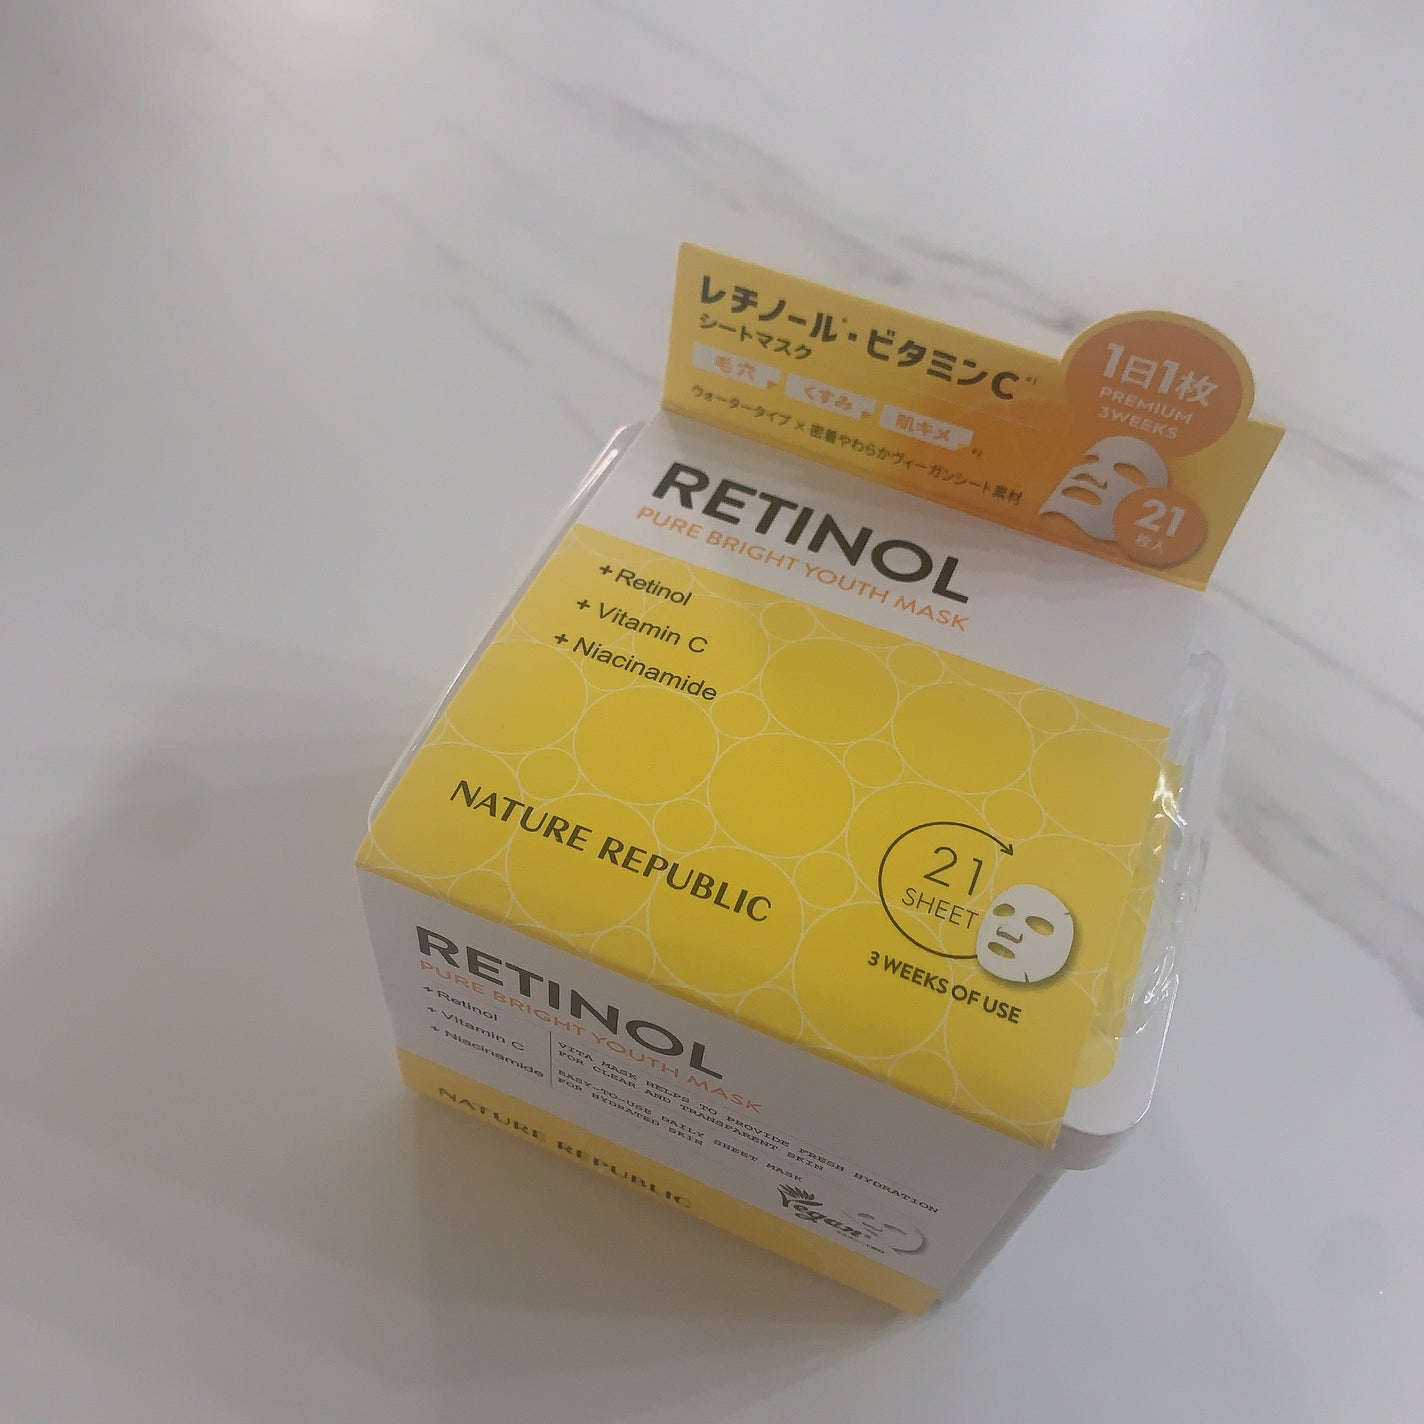 レチノール*・ビタミンC*1
シートマスク
毛穴 くすみ 肌キメ*2
ウォータータイプ×密着やわらかヴィーガンシート素材
1日1枚
PREMIUM
3WEEKS
21
枚入
RETINOL
PURE BRIGHT YOUTH MASK
+ Retinol
+ Vitamin C
+ Niacinamide
NATURE REPUBLIC
21
SHEET
3 WEEKS OF USE
RETINOL
PURE BRIGHT YOUTH MASK
+ Retinol
+ Vitamin C
+ Niacinamide
VITA MASK HELPS TO PROVIDE FRESH HYDRATION
FOR CLEAR AND TRANSPARENT SKIN
EASY-TO-USE DAILY SHEET MASK
FOR HYDRATED SKIN
Vegan
NATURE REPUBLIC